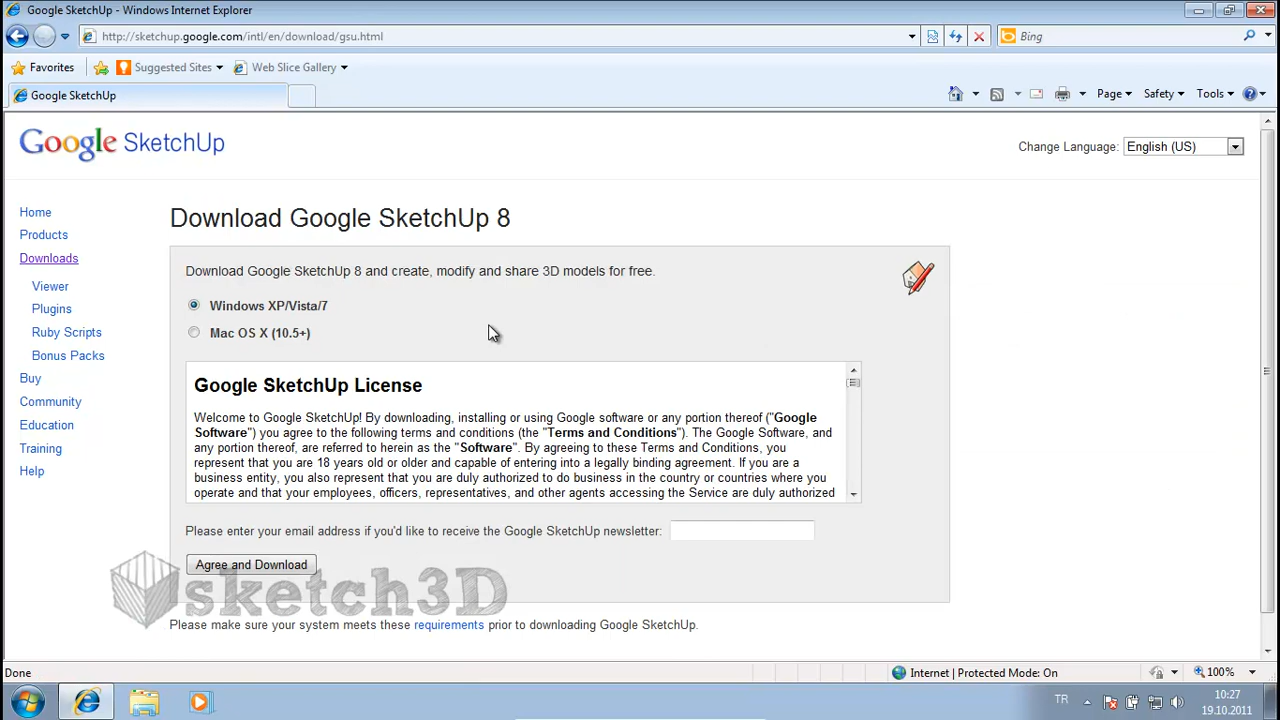 Google SketchUp - Windows Internet Explorer
http://sketchup.google.com/intl/en/download/gsu.html
Bing
Favorites
Suggested Sites
Web Slice Gallery
Google SketchUp
Page
Safety
Tools
Google SketchUp
Change Language: English (US)
Home
Products
Downloads
Viewer
Plugins
Ruby Scripts
Bonus Packs
Buy
Community
Education
Training
Help
Download Google SketchUp 8
Download Google SketchUp 8 and create, modify and share 3D models for free.
Windows XP/Vista/7
Mac OS X (10.5+)
Google SketchUp License
Welcome to Google SketchUp! By downloading, installing or using Google software or any portion thereof ("Google
Software") you agree to the following terms and conditions (the "Terms and Conditions"). The Google Software, and
any portion thereof, are referred to herein as the "Software". By agreeing to these Terms and Conditions, you
represent that you are 18 years old or older and capable of entering into a legally binding agreement. If you are a
business entity, you also represent that you are duly authorized to do business in the country or countries where you
operate and that your employees, officers, representatives, and other agents accessing the Service are duly authorized
Please enter your email address if you'd like to receive the Google SketchUp newsletter:
Agree and Download
sketch3D
Please make sure your system meets these requirements prior to downloading Google SketchUp.
Done
Internet | Protected Mode: On
100%
TR
10:27
19.10.2011